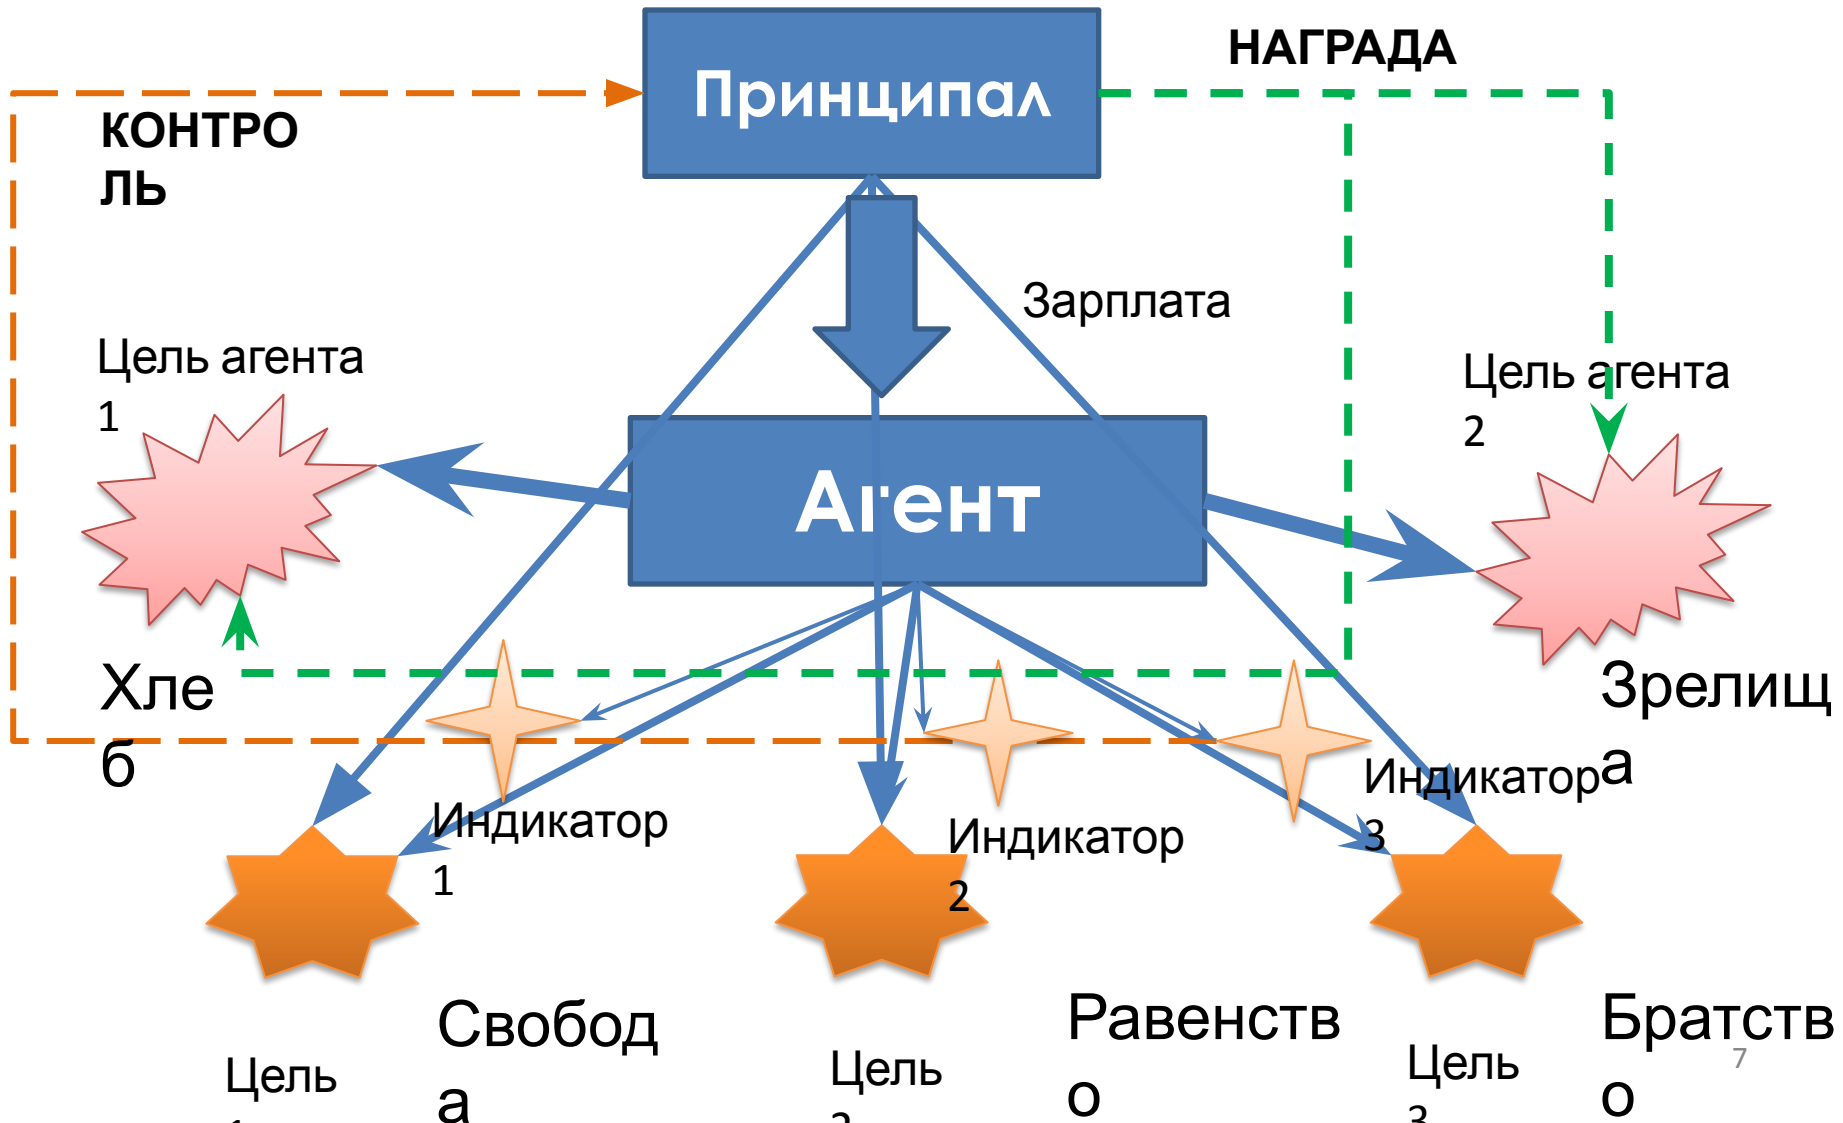 НАГРАДА
Принципал
КОНТРО
ЛЬ
Зарплата
Цель агента
1
Цель агента
2
Агент
Хле
б
Зрелищ
а
Индикатор
1
Индикатор
2
Индикатор
3
Свобод
а
Равенств
о
Братств
о
Цель
Цель
Цель
3
7